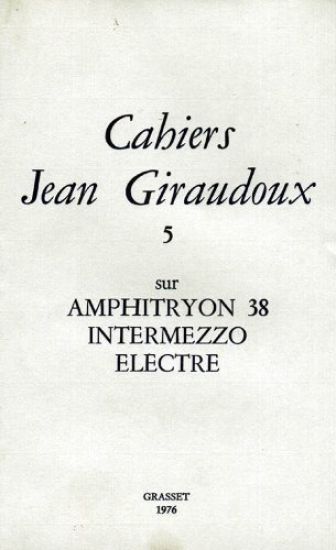 Cahiers
Jean Giraudoux
5
sur
AMPHITRYON 38
INTERMEZZO
ELECTRE
GRASSET
1976